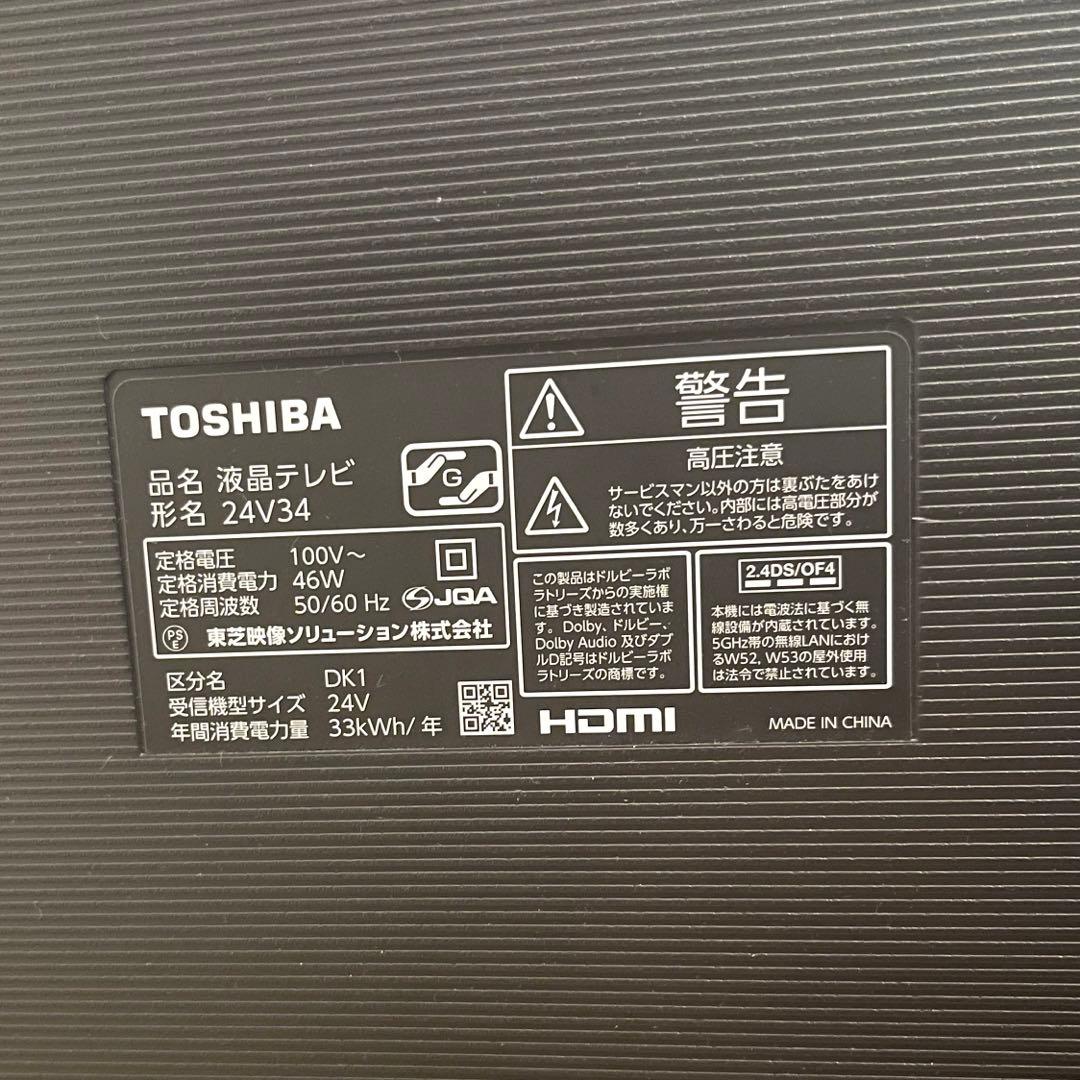 TOSHIBA
品名 液晶テレビ
形名 24V34
G
定格電圧 100V～
定格消費電力 46W
定格周波数 50/60 Hz
JQA
PS
E
東芝映像ソリューション株式会社
区分名 DK1
受信機型サイズ 24V
年間消費電力量 33kWh/年
警告
高圧注意
サービスマン以外の方は裏ぶたをあけ
ないでください。内部には高電圧部分が
数多くあり、万一さわると危険です。
この製品はドルビーラボ
ラトリーズからの実施権
に基づき製造されていま
す。Dolby、ドルビー、
Dolby Audio 及びダブ
ルD記号はドルビーラボ
ラトリーズの商標です。
2.4DS/OF4
本機には電波法に基づく無
線設備が内蔵されています。
5GHz帯の無線LANにおけ
るW52, W53の屋外使用
は法令で禁止されています。
HDMI
MADE IN CHINA